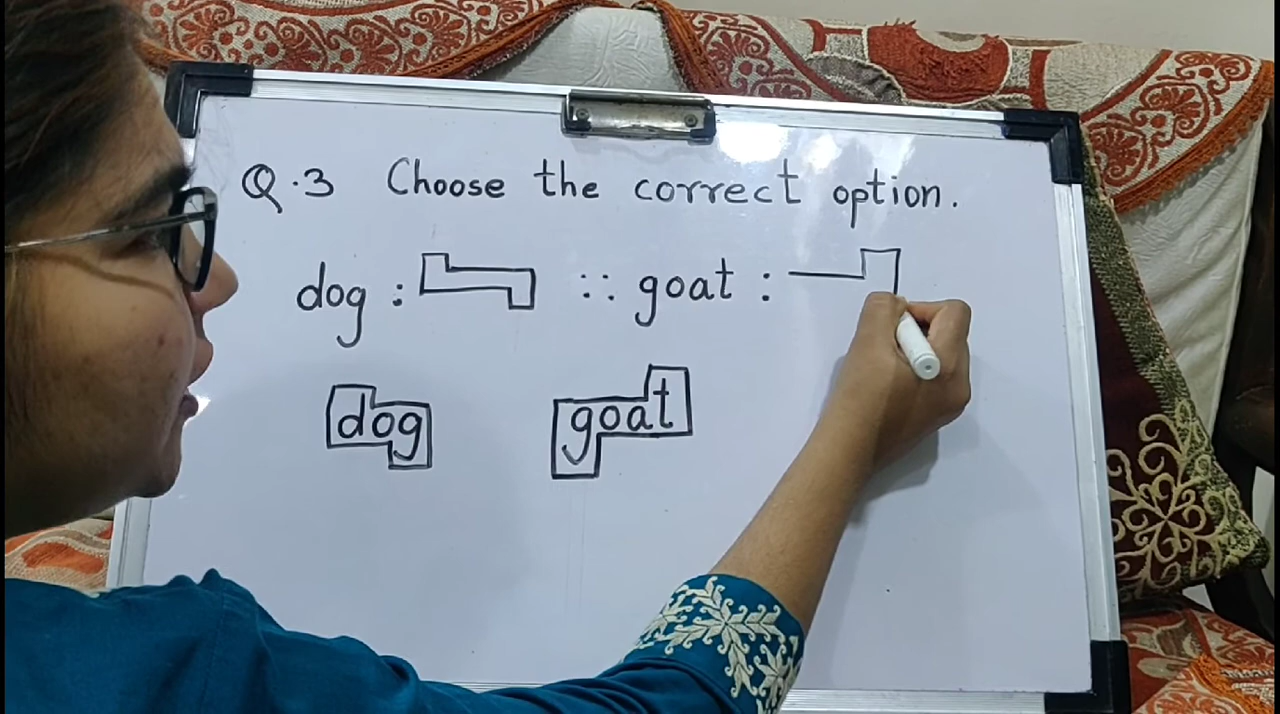 Q.3 Choose the correct option.
dog : :: goat :
dog goat